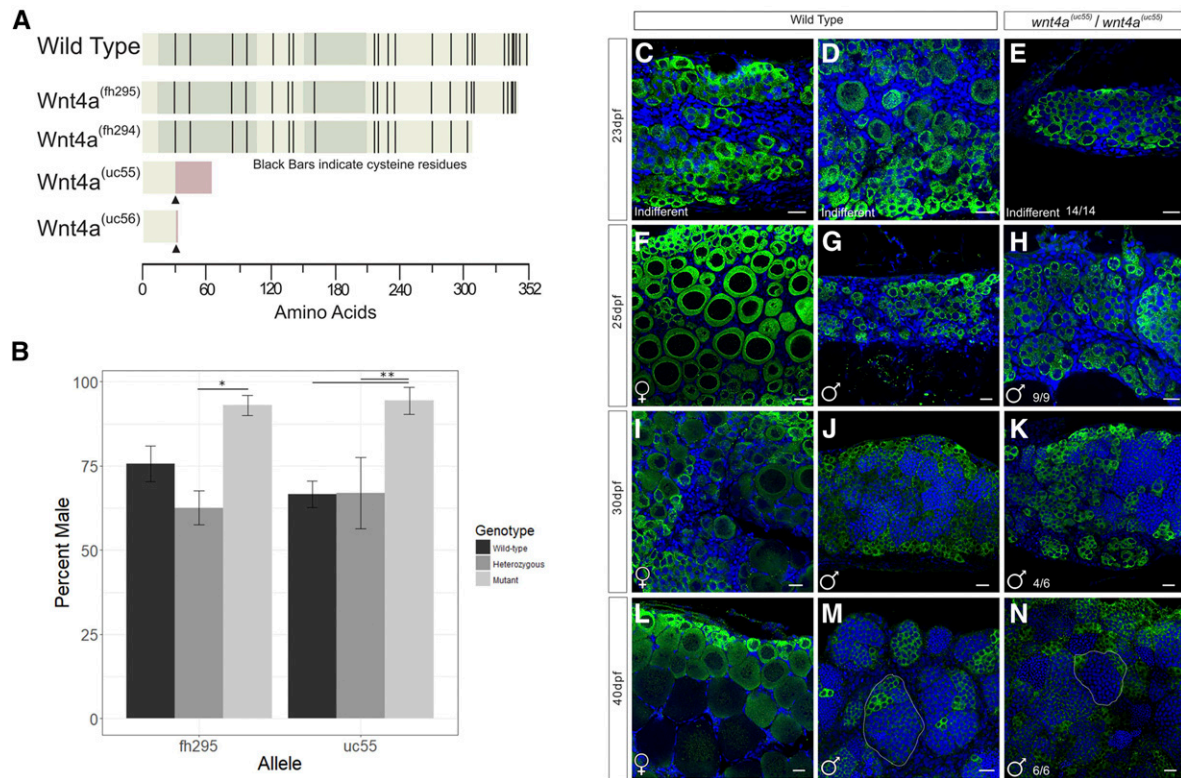 A
Wild Type
Wnt4a(fh295)
Wnt4a(fh294)
Black Bars indicate cysteine residues
Wnt4a(uc55)
Wnt4a(uc56)
0 60 120 180 240 300 352
Amino Acids
B
Percent Male
100
75
50
25
0
*
**
Genotype
Wild-type
Heterozygous
Mutant
fh295 uc55
Allele
Wild Type
wnt4a(uc55) / wnt4a(uc55)
23dpf
C
Indifferent
D
E
Indifferent 14/14
25dpf
F
♀
G
♂
H
♂ 9/9
30dpf
I
♀
J
♂
K
♂ 4/6
40dpf
L
♀
M
♂
N
♂ 6/6